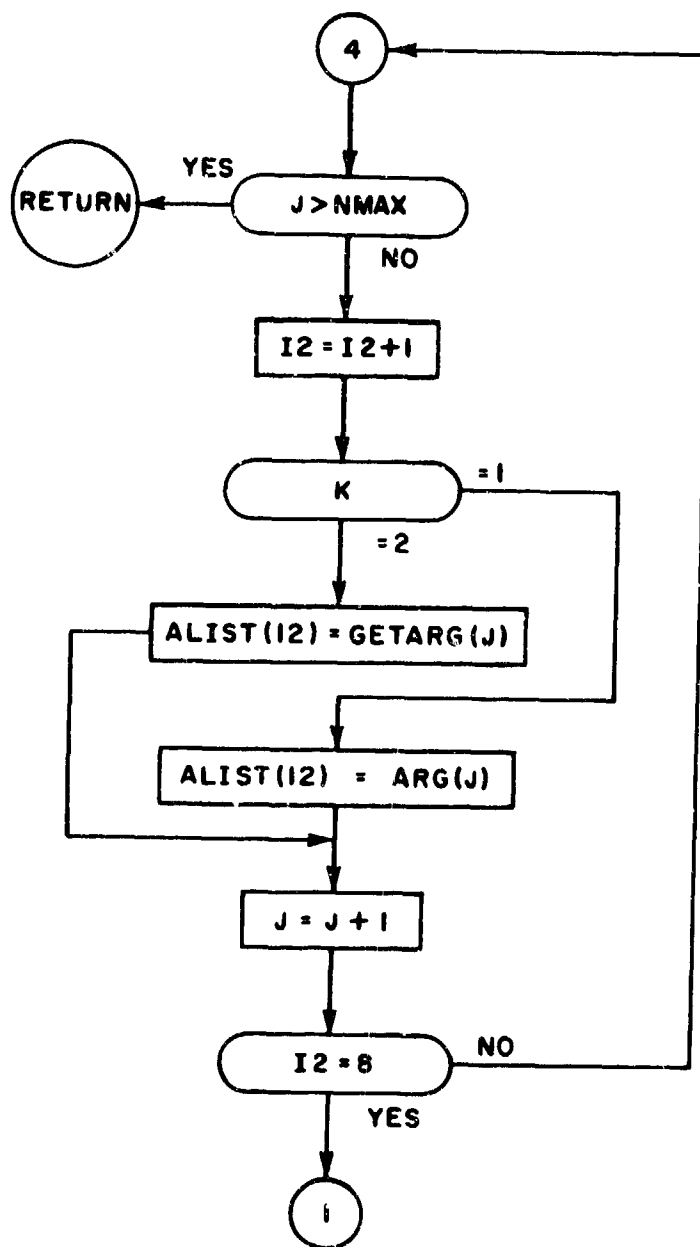 4
YES
RETURN
J > NMAX
NO
I2 = I2+1
K
=1
=2
ALIST(I2) = GETARG(J)
ALIST(I2) = ARG(J)
J = J + 1
I2 = 6
NO
YES
1